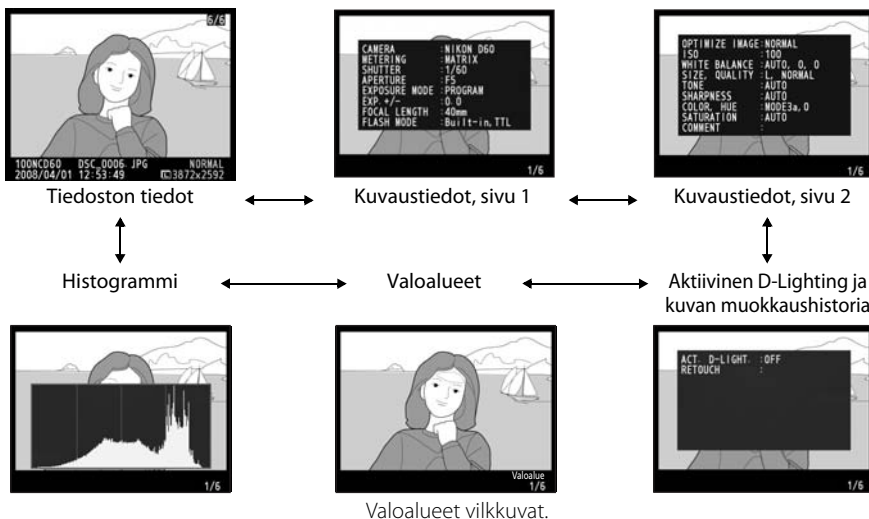 6/6
100NCD60 DSC_0006. JPG NORMAL
2008/04/01 12:53:49 3872x2592
CAMERA :NIKON D60
METERING :MATRIX
SHUTTER :1/60
APERTURE :F5
EXPOSURE MODE :PROGRAM
EXP. +/- :0.0
FOCAL LENGTH :40mm
FLASH MODE :Built-in, TTL
1/6
OPTIMIZE IMAGE:NORMAL
ISO :100
WHITE BALANCE :AUTO, 0, 0
SIZE, QUALITY :L, NORMAL
TONE :AUTO
SHARPNESS :AUTO
COLOR, HUE :MODE3a, 0
SATURATION :AUTO
COMMENT :
1/6
Tiedoston tiedot
Kuvaustiedot, sivu 1
Kuvaustiedot, sivu 2
Histogrammi
Valoalueet
Aktiivinen D-Lighting ja
kuvan muokkaushistoria
1/6
Valoalue
1/6
ACT. D-LIGHT. :OFF
RETOUCH :
1/6
Valoalueet vilkkuvat.